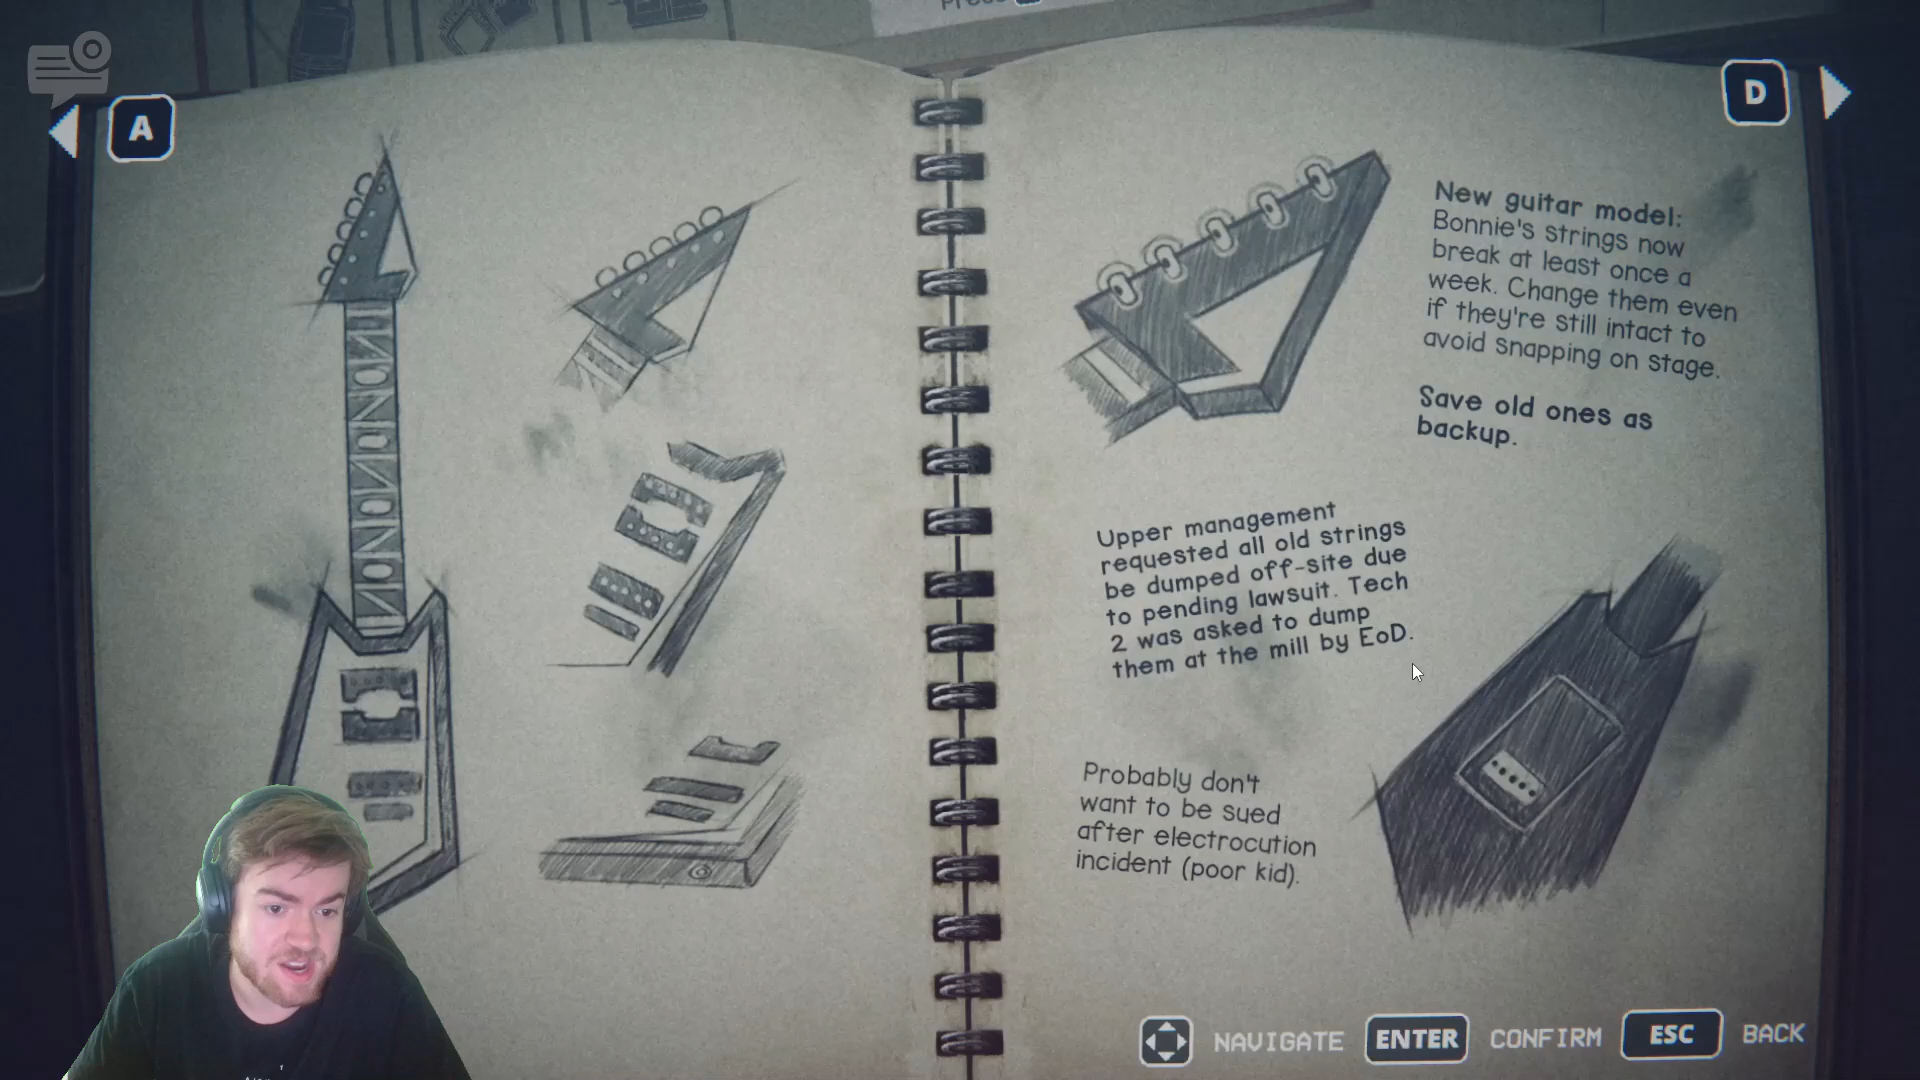 A
D
New guitar model:
Bonnie's strings now
break at least once a
week. Change them even
if they're still intact to
avoid snapping on stage.
Save old ones as
backup.
Upper management
requested all old strings
be dumped off-site due
to pending lawsuit. Tech
2 was asked to dump
them at the mill by EoD.
Probably don't
want to be sued
after electrocution
incident (poor kid).
NAVIGATE ENTER CONFIRM ESC BACK